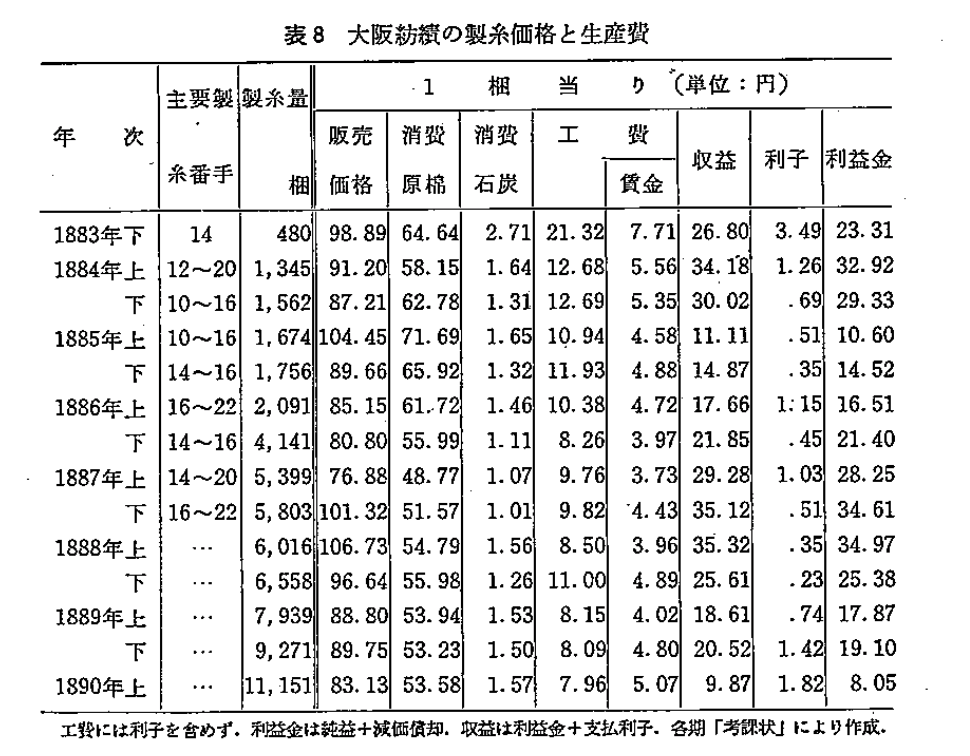 表8 大阪紡績の製糸価格と生産費
年 次 主要製糸番手 製糸量 梱 1 梱 当 り (単位:円)
販売価格 消費原棉 消費石炭 工 費 賃金 収益 利子 利益金
1883年下 14 480 98.89 64.64 2.71 21.32 7.71 26.80 3.49 23.31
1884年上 12~20 1,345 91.20 58.15 1.64 12.68 5.56 34.18 1.26 32.92
下 10~16 1,562 87.21 62.78 1.31 12.69 5.35 30.02 .69 29.33
1885年上 10~16 1,674 104.45 71.69 1.65 10.94 4.58 11.11 .51 10.60
下 14~16 1,756 89.66 65.92 1.32 11.93 4.88 14.87 .35 14.52
1886年上 16~22 2,091 85.15 61.72 1.46 10.38 4.72 17.66 1.15 16.51
下 14~16 4,141 80.80 55.99 1.11 8.26 3.97 21.85 .45 21.40
1887年上 14~20 5,399 76.88 48.77 1.07 9.76 3.73 29.28 1.03 28.25
下 16~22 5,803 101.32 51.57 1.01 9.82 4.43 35.12 .51 34.61
1888年上 … 6,016 106.73 54.79 1.56 8.50 3.96 35.32 .35 34.97
下 … 6,558 96.64 55.98 1.26 11.00 4.89 25.61 .23 25.38
1889年上 … 7,939 88.80 53.94 1.53 8.15 4.02 18.61 .74 17.87
下 … 9,271 89.75 53.23 1.50 8.09 4.80 20.52 1.42 19.10
1890年上 … 11,151 83.13 53.58 1.57 7.96 5.07 9.87 1.82 8.05
工費には利子を含めず.利益金は純益+減価償却.収益は利益金+支払利子.各期「考課状」により作成.